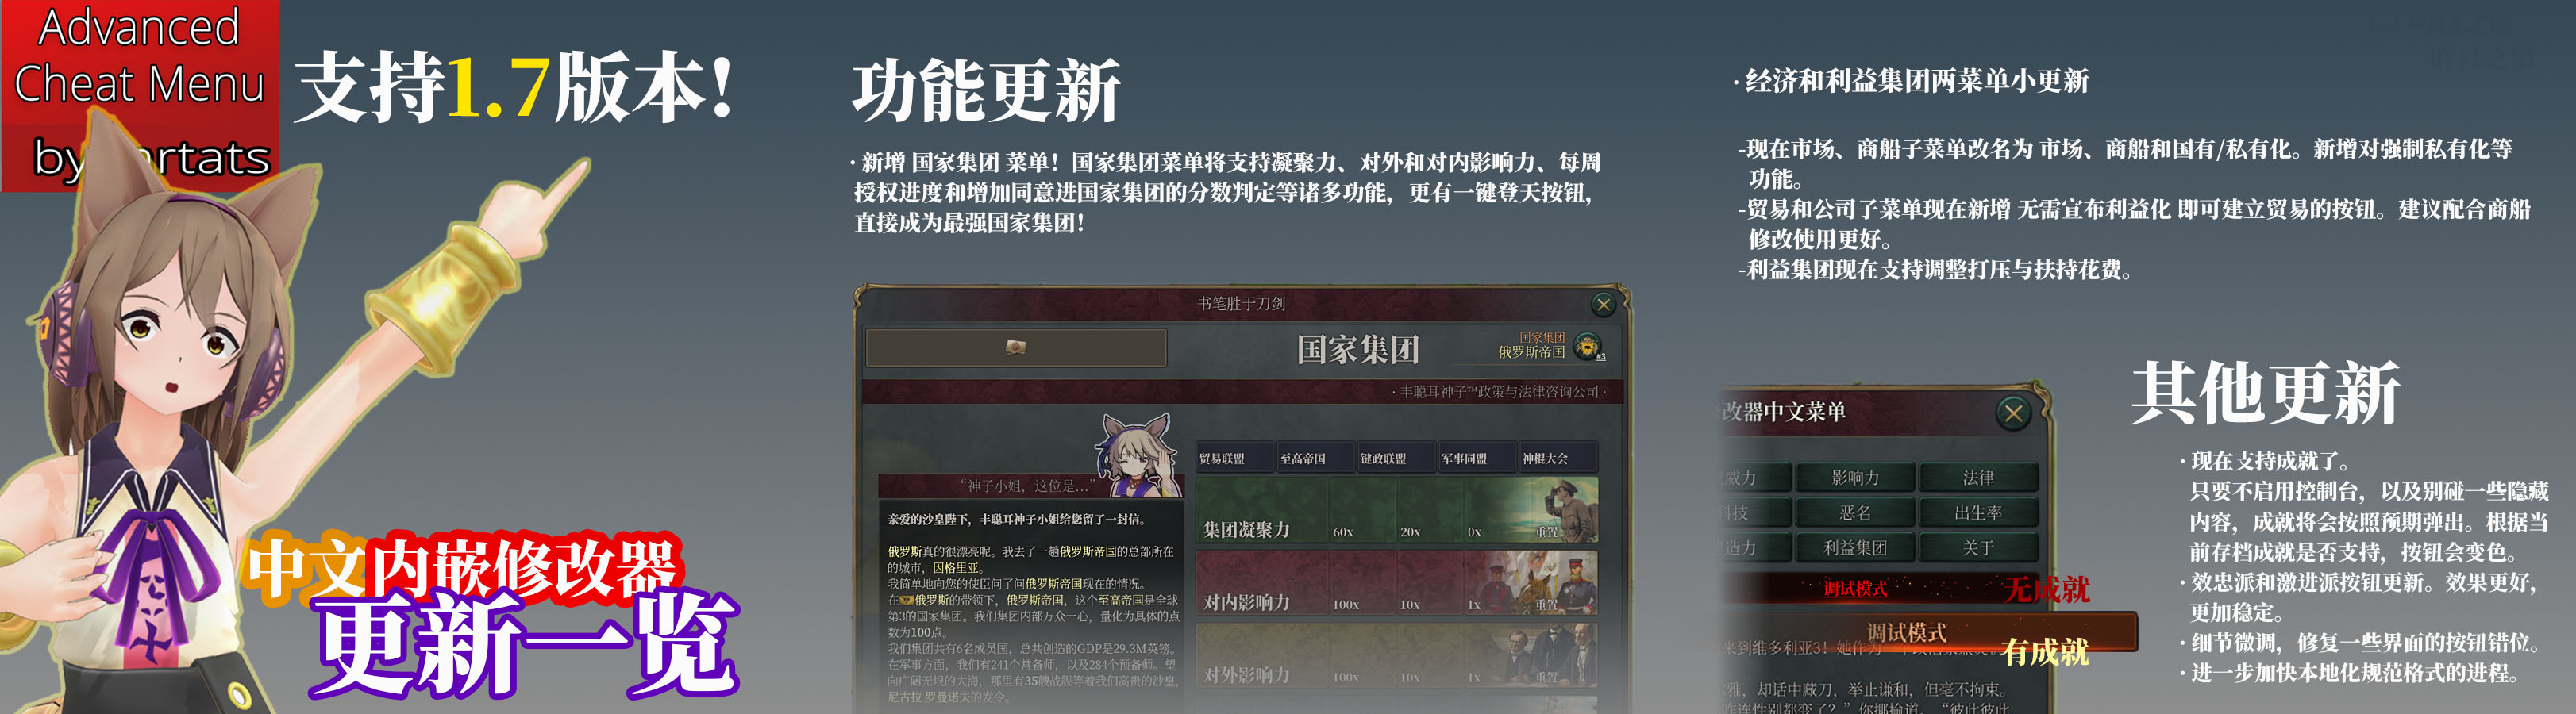 Advanced
Cheat Menu
by
artats
支持1.7版本！
中文内嵌修改器
更新一览
功能更新
· 新增 国家集团 菜单！国家集团菜单将支持凝聚力、对外和对内影响力、每周
授权进度和增加同意进国家集团的分数判定等诸多功能，更有一键登天按钮，
直接成为最强国家集团！
书笔胜于刀剑
国家集团
国家集团
俄罗斯帝国
#3
· 丰聪耳神子™政策与法律咨询公司 ·
“神子小姐，这位是...”
亲爱的沙皇陛下，丰聪耳神子小姐给您留了一封信。
俄罗斯真的很漂亮呢。我去了一趟俄罗斯帝国的总部所在
的城市，因格里亚。
我简单地向您的使臣问了问俄罗斯帝国现在的情况。
在俄罗斯的带领下，俄罗斯帝国，这个至高帝国是全球
第3的国家集团。我们集团内部万众一心，量化为具体的点
数为100点。
我们集团共有6名成员国，总共创造的GDP是29.3M英镑。
在军事方面，我们有241个常备师，以及284个预备师。望
向广阔无垠的大海，那里有35艘战舰等着我们高贵的沙皇，
尼古拉 罗曼诺夫的发令。
贸易联盟 至高帝国 键政联盟 军事同盟 神棍大会
集团凝聚力 60x 20x 0x 重置
对内影响力 100x 10x 1x 重置
对外影响力 100x 10x 1x 重置
· 经济和利益集团两菜单小更新
-现在市场、商船子菜单改名为 市场、商船和国有/私有化。新增对强制私有化等
功能。
-贸易和公司子菜单现在新增 无需宣布利益化 即可建立贸易的按钮。建议配合商船
修改使用更好。
-利益集团现在支持调整打压与扶持花费。
改器中文菜单
威力 影响力 法律
科技 恶名 出生率
造力 利益集团 关于
调试模式
无成就
调试模式
有成就
来到维多利亚3！她作为一
雅，却话中藏刀，举止谦和，但毫不拘束。
咋连性别都变了？”你揶揄道。“彼此彼此
其他更新
· 现在支持成就了。
只要不启用控制台，以及别碰一些隐藏
内容，成就将会按照预期弹出。根据当
前存档成就是否支持，按钮会变色。
· 效忠派和激进派按钮更新。效果更好，
更加稳定。
· 细节微调，修复一些界面的按钮错位。
· 进一步加快本地化规范格式的进程。